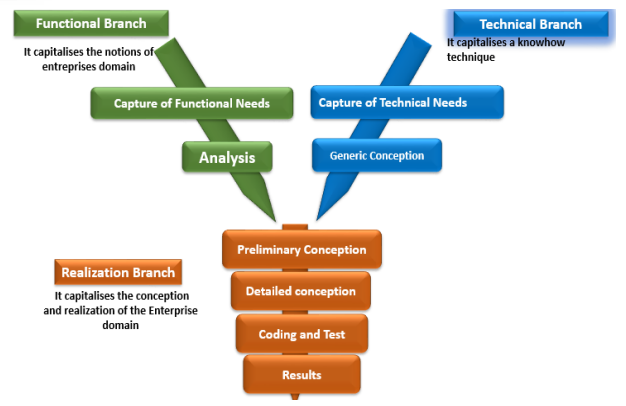 Functional Branch
It capitalises the notions of
entreprises domain
Technical Branch
It capitalises a knowhow
technique
Capture of Functional Needs
Capture of Technical Needs
Analysis
Generic Conception
Preliminary Conception
Realization Branch
It capitalises the conception
and realization of the Enterprise
domain
Detailed conception
Coding and Test
Results